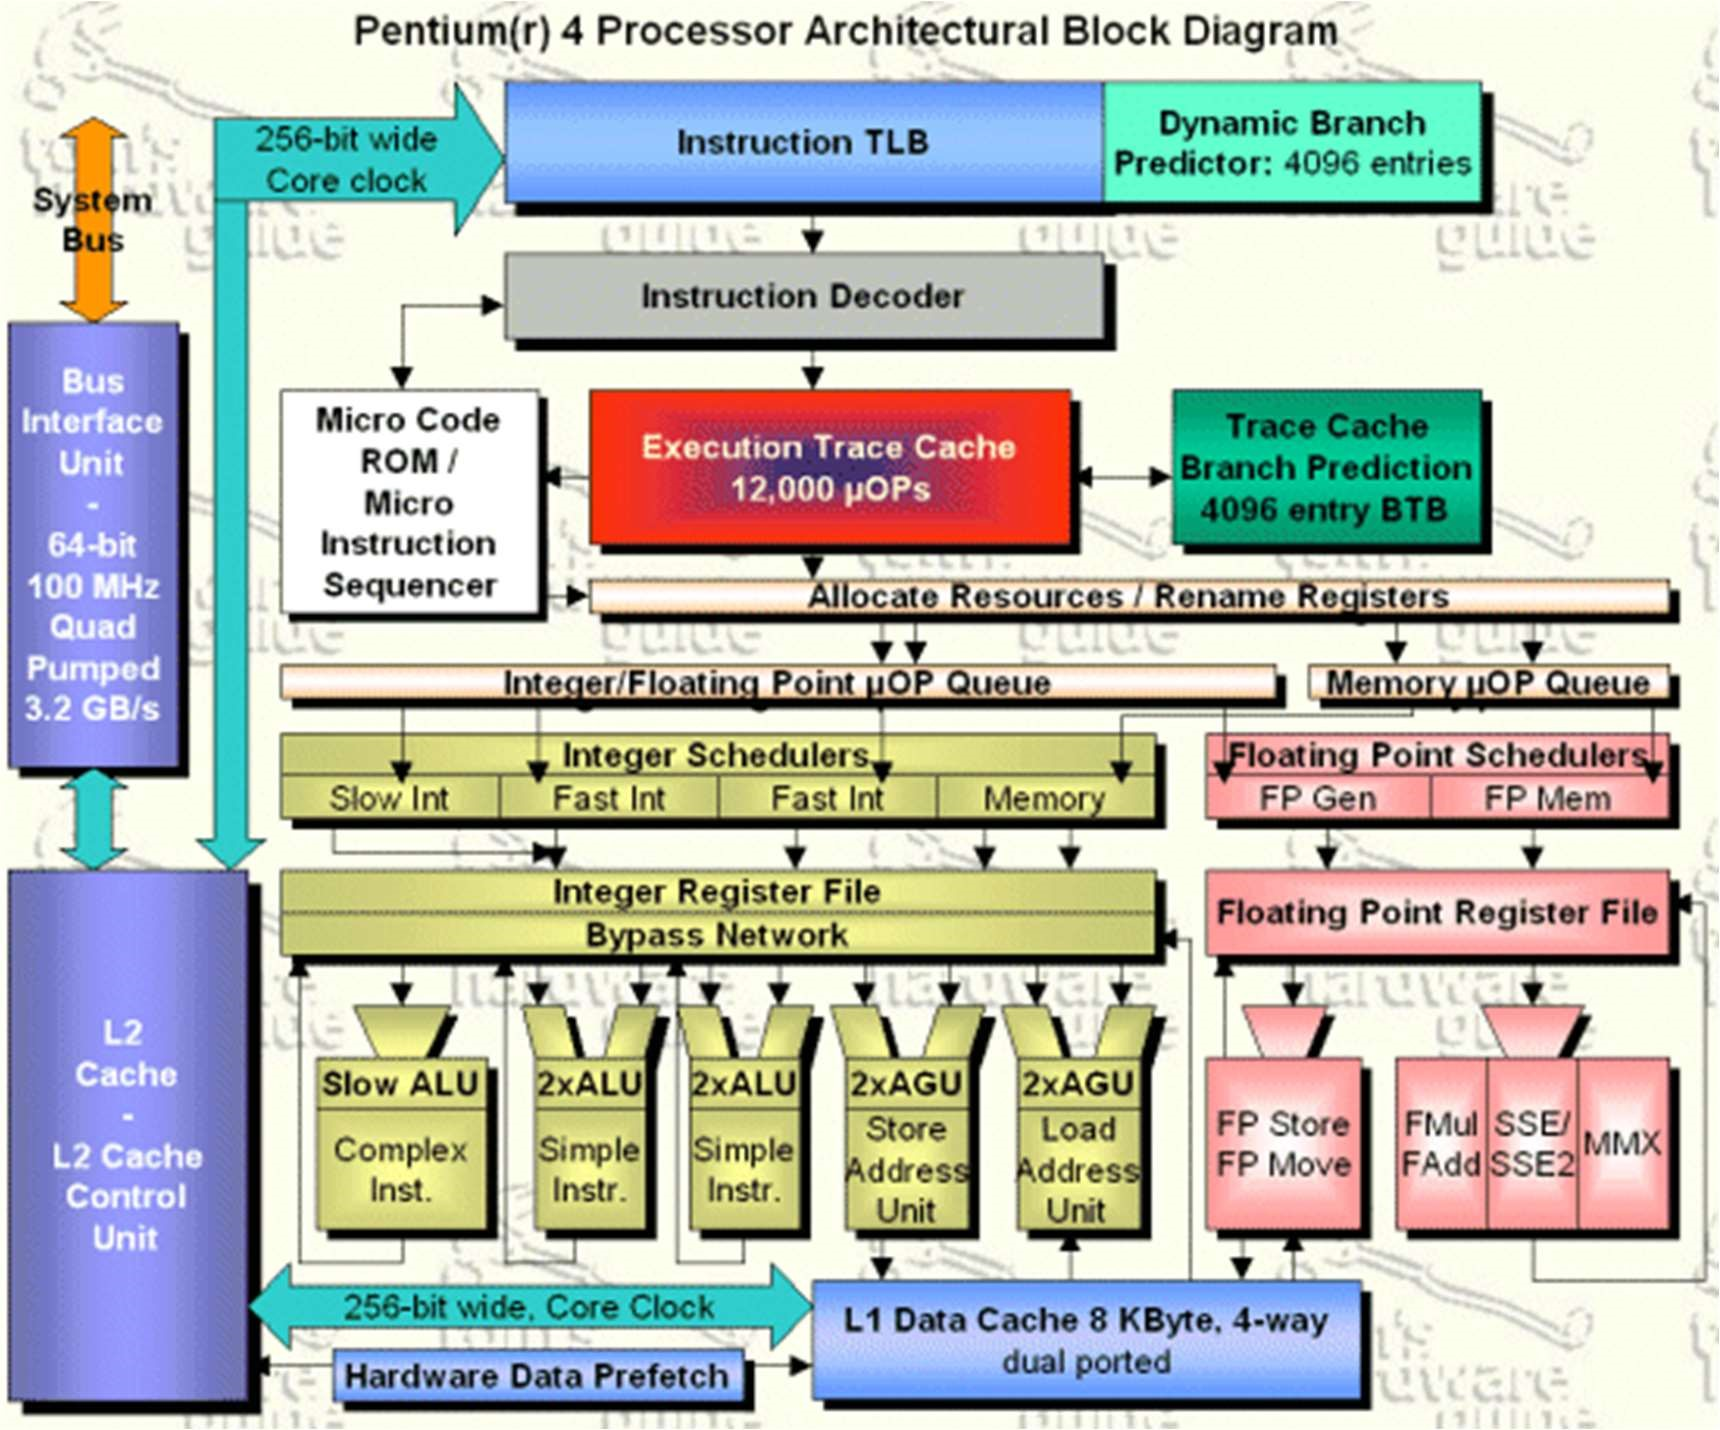 Pentium(r) 4 Processor Architectural Block Diagram
256-bit wide
Core clock
Instruction TLB
Dynamic Branch
Predictor: 4096 entries
System
Bus
Instruction Decoder
Bus
Interface
Unit
-
64-bit
100 MHz
Quad
Pumped
3.2 GB/s
Micro Code
ROM /
Micro
Instruction
Sequencer
Execution Trace Cache
12,000 µOPs
Trace Cache
Branch Prediction
4096 entry BTB
Allocate Resources / Rename Registers
Integer/Floating Point µOP Queue
Memory µOP Queue
Integer Schedulers
Slow Int
Fast Int
Fast Int
Memory
Floating Point Schedulers
FP Gen
FP Mem
Integer Register File
Bypass Network
Floating Point Register File
L2
Cache
-
L2 Cache
Control
Unit
Slow ALU
Complex
Inst.
2xALU
Simple
Instr.
2xALU
Simple
Instr.
2xAGU
Store
Address
Unit
2xAGU
Load
Address
Unit
FP Store
FP Move
FMul
FAdd
SSE/
SSE2
MMX
256-bit wide, Core Clock
L1 Data Cache 8 KByte, 4-way
dual ported
Hardware Data Prefetch